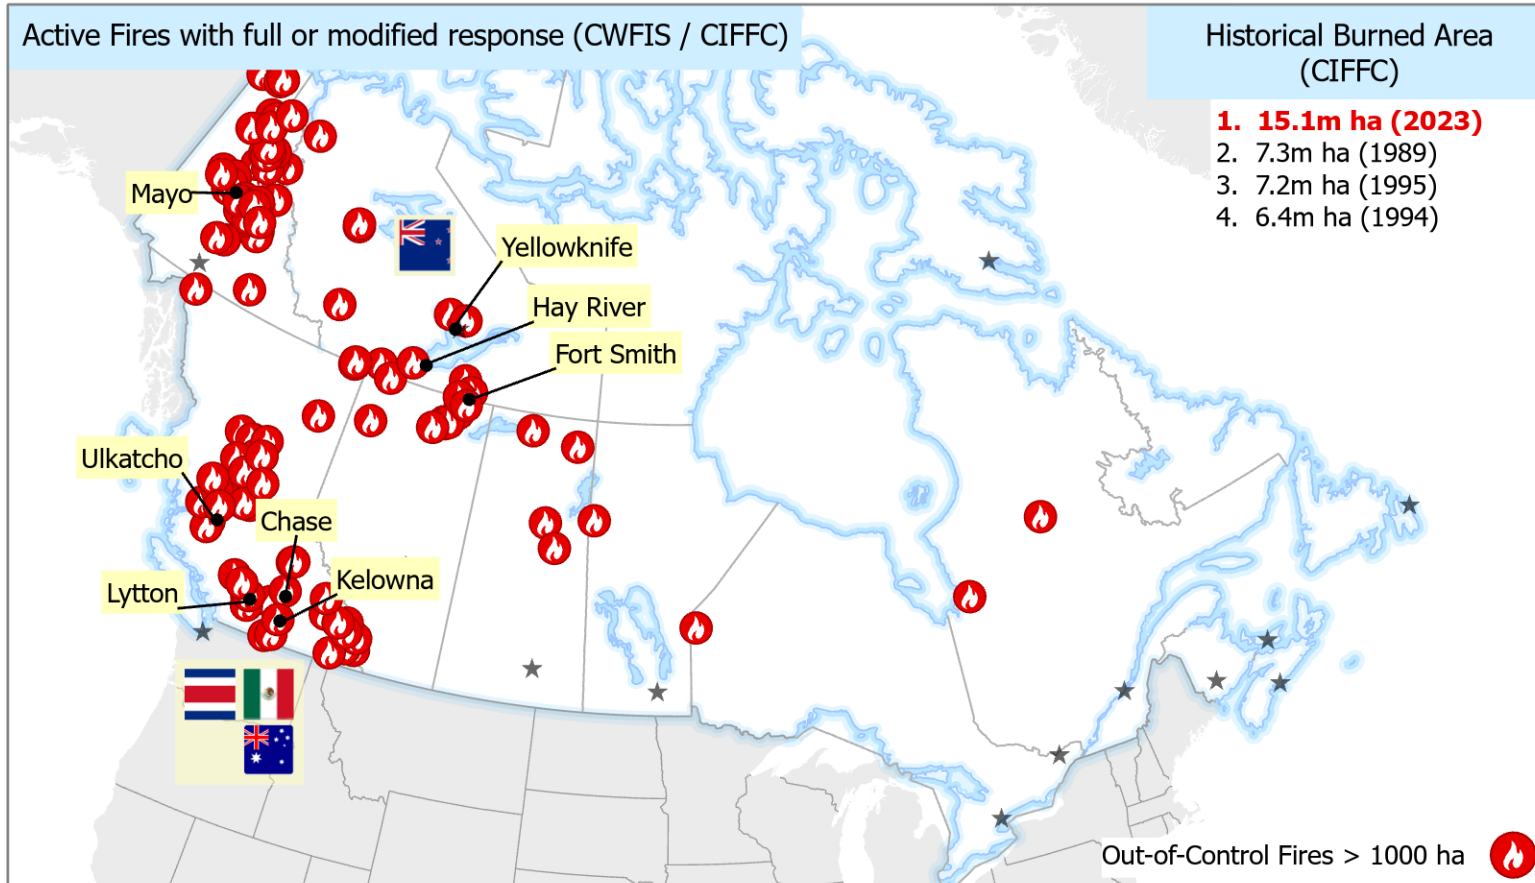 Active Fires with full or modified response (CWFIS / CIFFC)
Historical Burned Area
(CIFFC)
1. 15.1m ha (2023)
2. 7.3m ha (1989)
3. 7.2m ha (1995)
4. 6.4m ha (1994)
Mayo
Yellowknife
Hay River
Fort Smith
Ulkatcho
Chase
Kelowna
Lytton
Out-of-Control Fires > 1000 ha